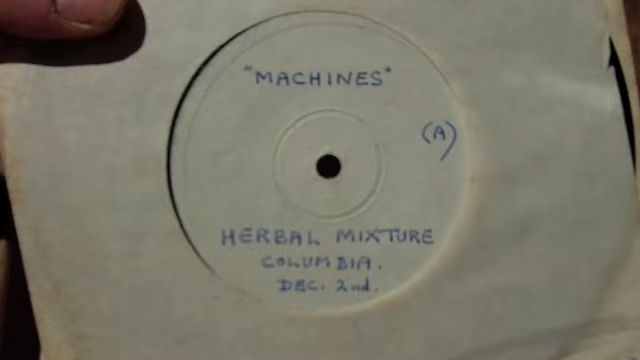 "MACHINES"
(A)
HERBAL MIXTURE
COLUMBIA.
DEC. 2nd.